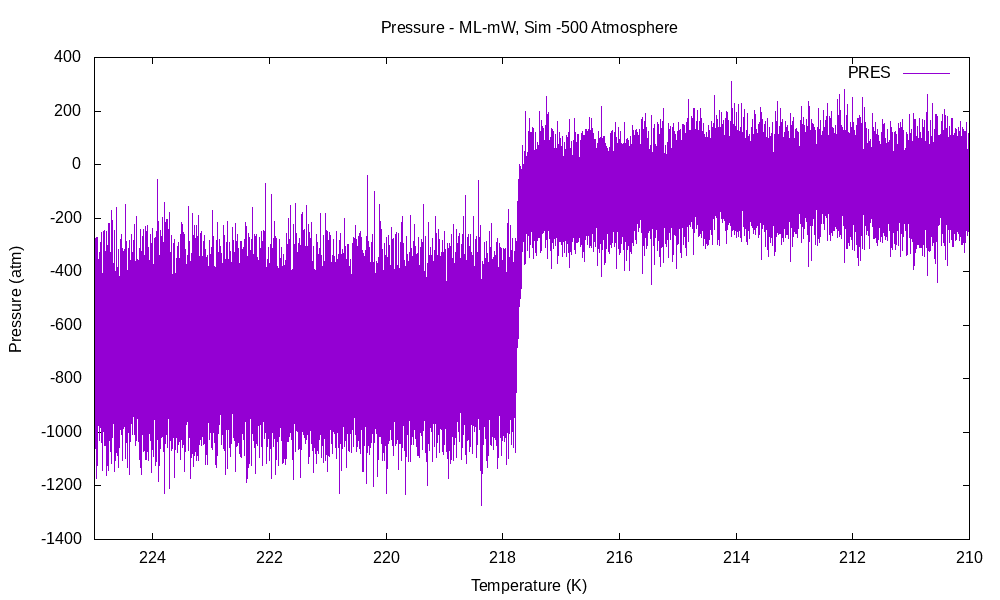 Pressure - ML-mW, Sim -500 Atmosphere
PRES
400
200
0
-200
-400
-600
-800
-1000
-1200
-1400
Pressure (atm)
224 222 220 218 216 214 212 210
Temperature (K)